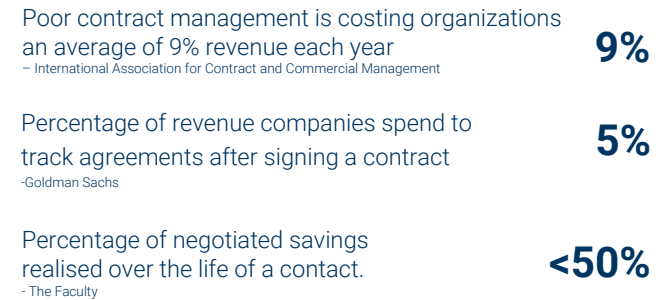 Poor contract management is costing organizations
an average of 9% revenue each year
– International Association for Contract and Commercial Management
9%
Percentage of revenue companies spend to
track agreements after signing a contract
-Goldman Sachs
5%
Percentage of negotiated savings
realised over the life of a contact.
- The Faculty
<50%